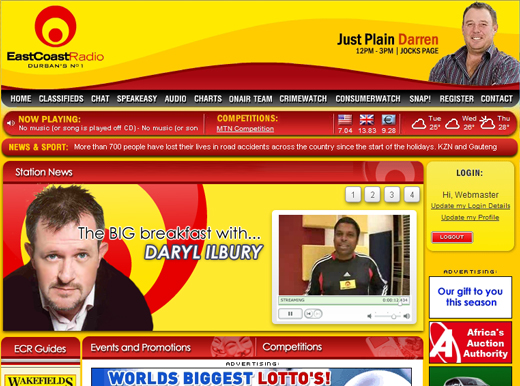 EastCoastRadio
DURBAN'S Nº1
Just Plain Darren
12PM - 3PM | JOCKS PAGE
HOME CLASSIFIEDS CHAT SPEAKEASY AUDIO CHARTS ONAIR TEAM CRIMEWATCH CONSUMERWATCH SNAP! REGISTER CONTACT
NOW PLAYING:
No music (or song is played off CD) - No music (or son
COMPETITIONS:
MTN Competition
7.04 13.83 9.28
Tue 25° Wed 26° Thu 28°
NEWS & SPORT: More than 700 people have lost their lives in road accidents across the country since the start of the holidays. KZN and Gauteng
Station News
1 2 3 4
The BIG breakfast with...
DARYL ILBURY
STREAMING 0:00:12.434
LOGIN:
Hi, Webmaster
Update my Login Details
Update my Profile
LOGOUT
ADVERTISING:
Our gift to you
this season
Africa's
Auction
Authority
ECR Guides
WAKEFIELDS
Events and Promotions
Competitions
ADVERTISING:
WORLDS BIGGEST LOTTO'S!